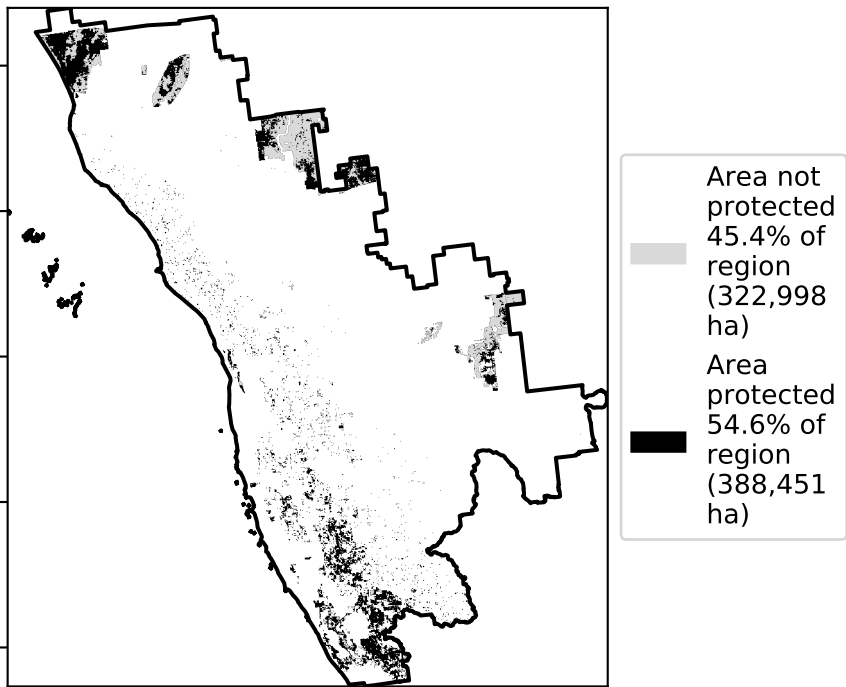 Area not
protected
45.4% of
region
(322,998
ha)
Area
protected
54.6% of
region
(388,451
ha)